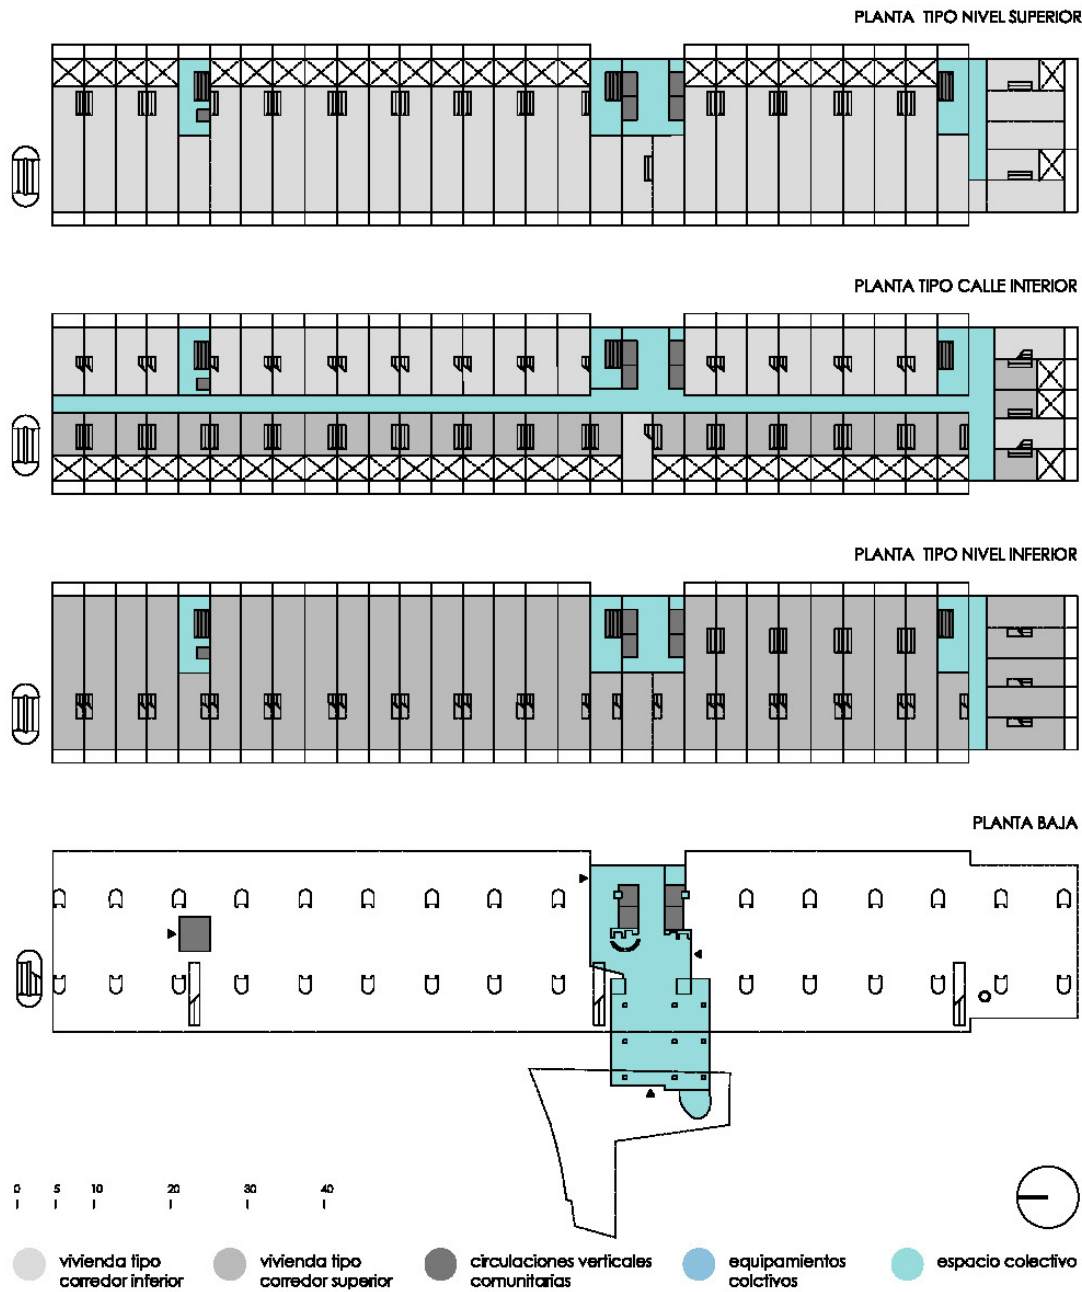 PLANTA TIPO NIVEL SUPERIOR
PLANTA TIPO CALLE INTERIOR
PLANTA TIPO NIVEL INFERIOR
PLANTA BAJA
0 5 10 20 30 40
vivienda tipo
corredor inferior
vivienda tipo
corredor superior
circulaciones verticales
comunitarias
equipamientos
colctivos
espacio colectivo